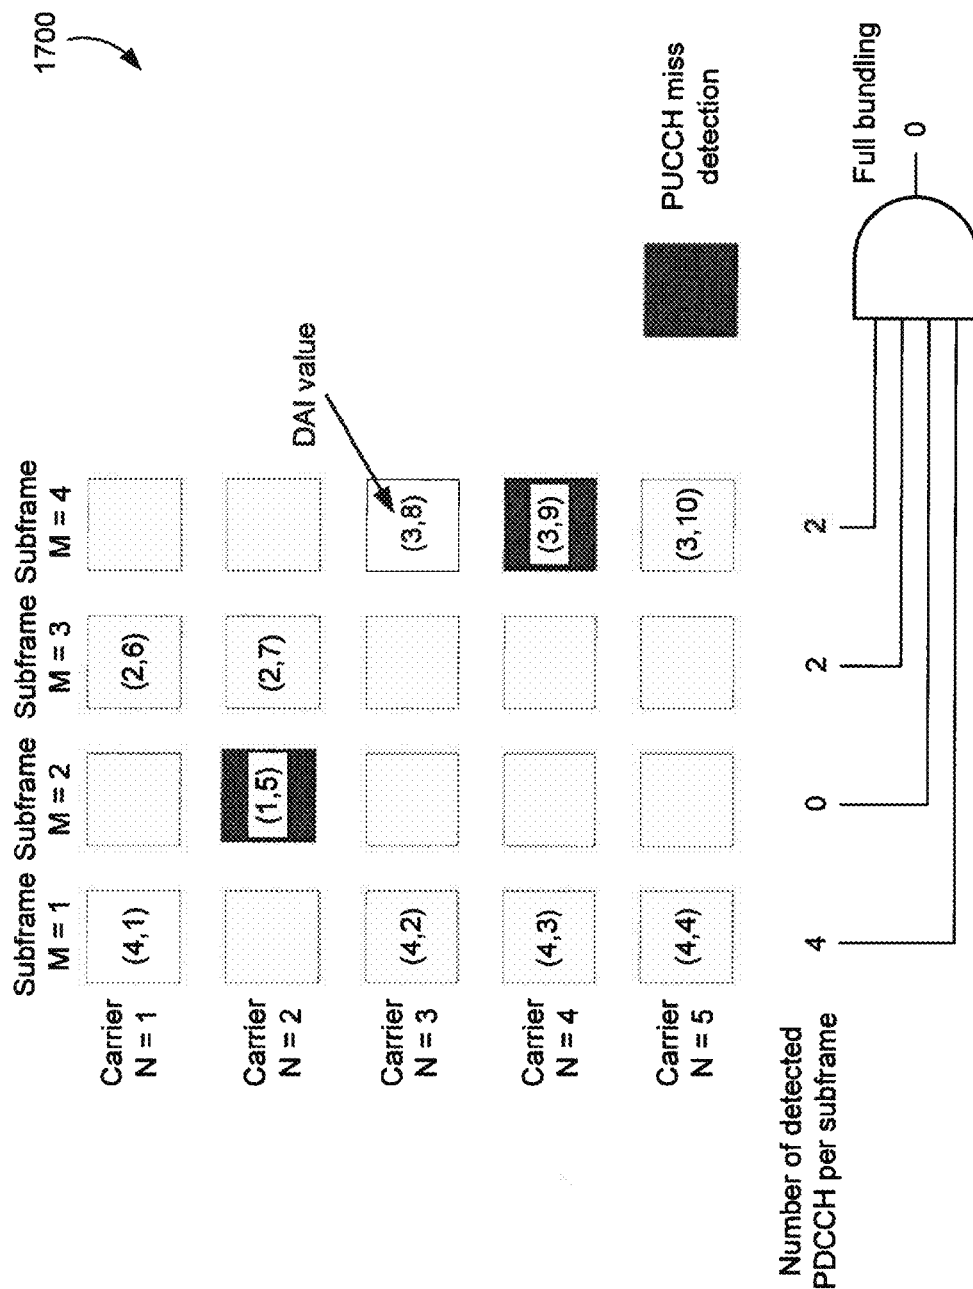 1700
Subframe Subframe Subframe Subframe
M = 1 M = 2 M = 3 M = 4
Carrier
N = 1
(4,1) (2,6)
Carrier
N = 2
(1,5) (2,7)
DAI value
Carrier
N = 3
(4,2) (3,8)
Carrier
N = 4
(4,3) (3,9)
Carrier
N = 5
(4,4) (3,10)
PUCCH miss
detection
Number of detected
PDCCH per subframe
4 0 2 2
Full bundling
0